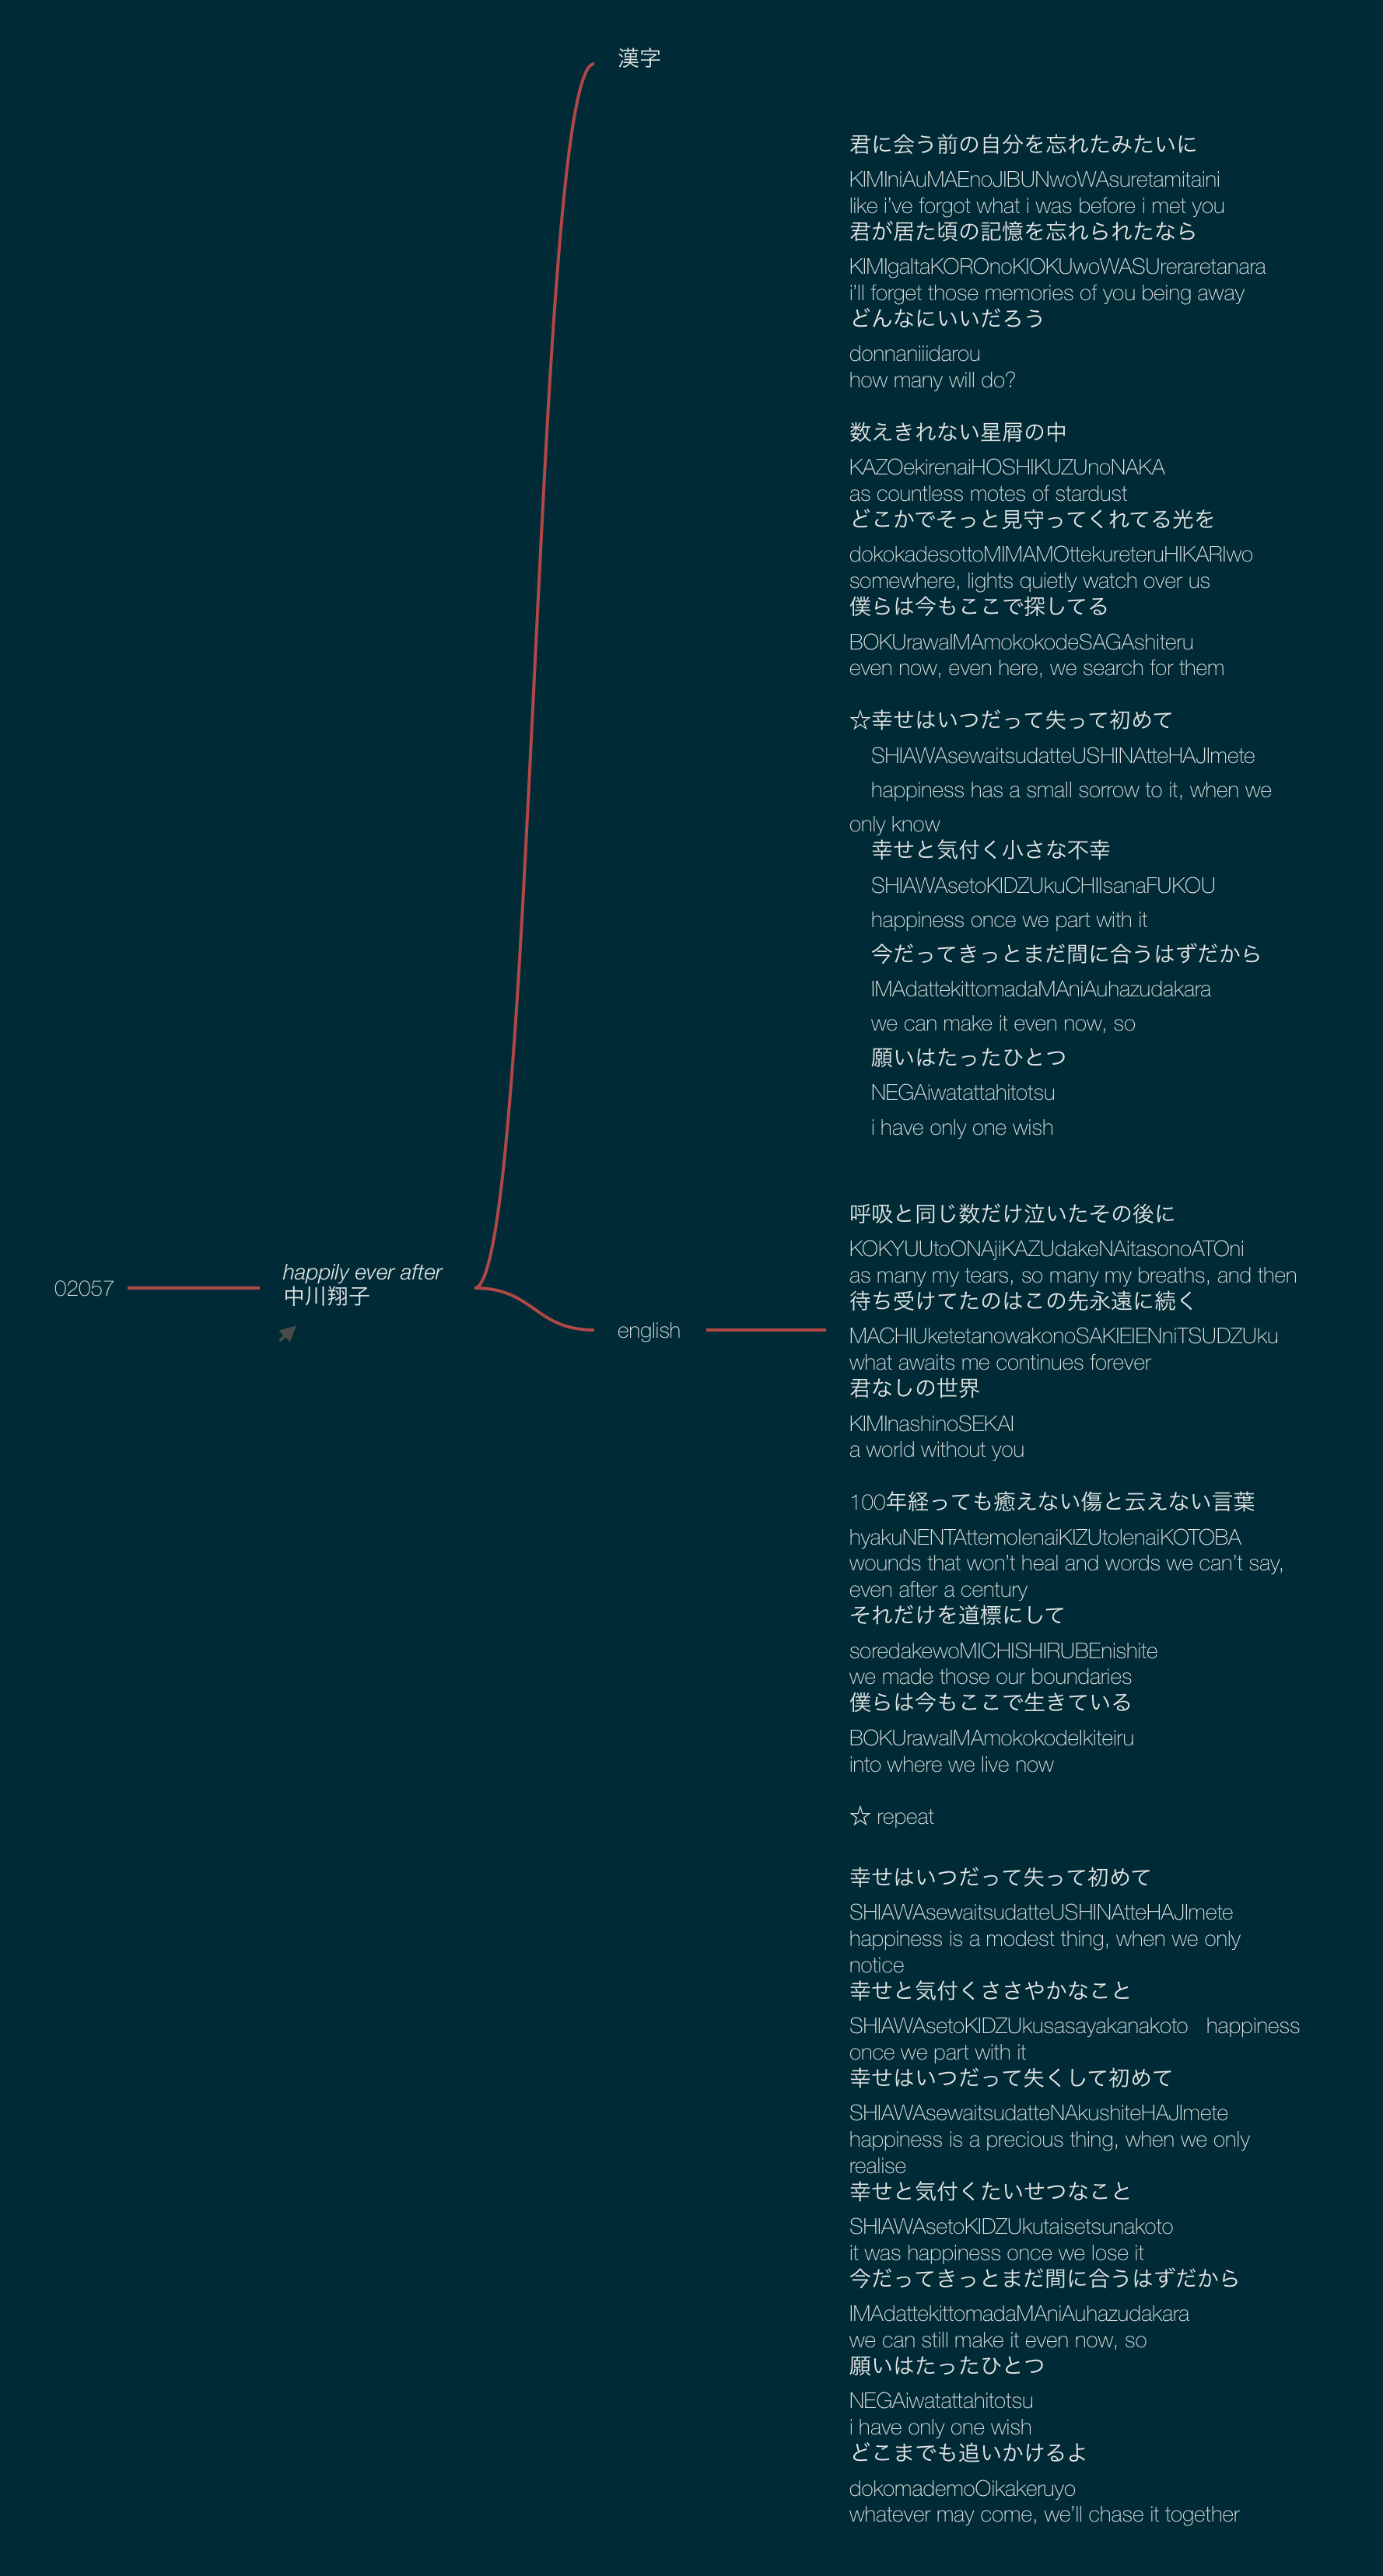 漢字
02057
happily ever after
中川翔子
english
君に会う前の自分を忘れたみたいに
KIMIniAuMAEnoJIBUNwoWAsuretamitaini
like i've forgot what i was before i met you
君が居た頃の記憶を忘れられたなら
KIMIgaItaKOROnoKIOKUwoWASUreraretanara
i'll forget those memories of you being away
どんなにいいだろう
donnaniiidarou
how many will do?
数えきれない星屑の中
KAZOekirenaiHOSHIKUZUnoNAKA
as countless motes of stardust
どこかでそっと見守ってくれてる光を
dokokadesottoMIMAMOttekureteruHIKARIwo
somewhere, lights quietly watch over us
僕らは今もここで探してる
BOKUrawaIMAmokokodeSAGAshiteru
even now, even here, we search for them
☆幸せはいつだって失って初めて
SHIAWAsewaitsudatteUSHINAtteHAJImete
happiness has a small sorrow to it, when we
only know
幸せと気付く小さな不幸
SHIAWAsetoKIDZUkuCHIIsanaFUKOU
happiness once we part with it
今だってきっとまだ間に合うはずだから
IMAdattekittomadaMAniAuhazudakara
we can make it even now, so
願いはたったひとつ
NEGAiwatattahitotsu
i have only one wish
呼吸と同じ数だけ泣いたその後に
KOKYUUtoONAjiKAZUdakeNAitasonoATOni
as many my tears, so many my breaths, and then
待ち受けてたのはこの先永遠に続く
MACHIUketetanowakonoSAKIEIENniTSUDZUku
what awaits me continues forever
君なしの世界
KIMInashinoSEKAI
a world without you
100年経っても癒えない傷と云えない言葉
hyakuNENTAttemoIenaiKIZUtoIenaiKOTOBA
wounds that won't heal and words we can't say,
even after a century
それだけを道標にして
soredakewoMICHISHIRUBEnishite
we made those our boundaries
僕らは今もここで生きている
BOKUrawaIMAmokokodeIkiteiru
into where we live now
☆ repeat
幸せはいつだって失って初めて
SHIAWAsewaitsudatteUSHINAtteHAJImete
happiness is a modest thing, when we only
notice
幸せと気付くささやかなこと
SHIAWAsetoKIDZUkusasayakanakoto　happiness
once we part with it
幸せはいつだって失くして初めて
SHIAWAsewaitsudatteNAkushiteHAJImete
happiness is a precious thing, when we only
realise
幸せと気付くたいせつなこと
SHIAWAsetoKIDZUkutaisetsunakoto
it was happiness once we lose it
今だってきっとまだ間に合うはずだから
IMAdattekittomadaMAniAuhazudakara
we can still make it even now, so
願いはたったひとつ
NEGAiwatattahitotsu
i have only one wish
どこまでも追いかけるよ
dokomademoOikakeruyo
whatever may come, we'll chase it together